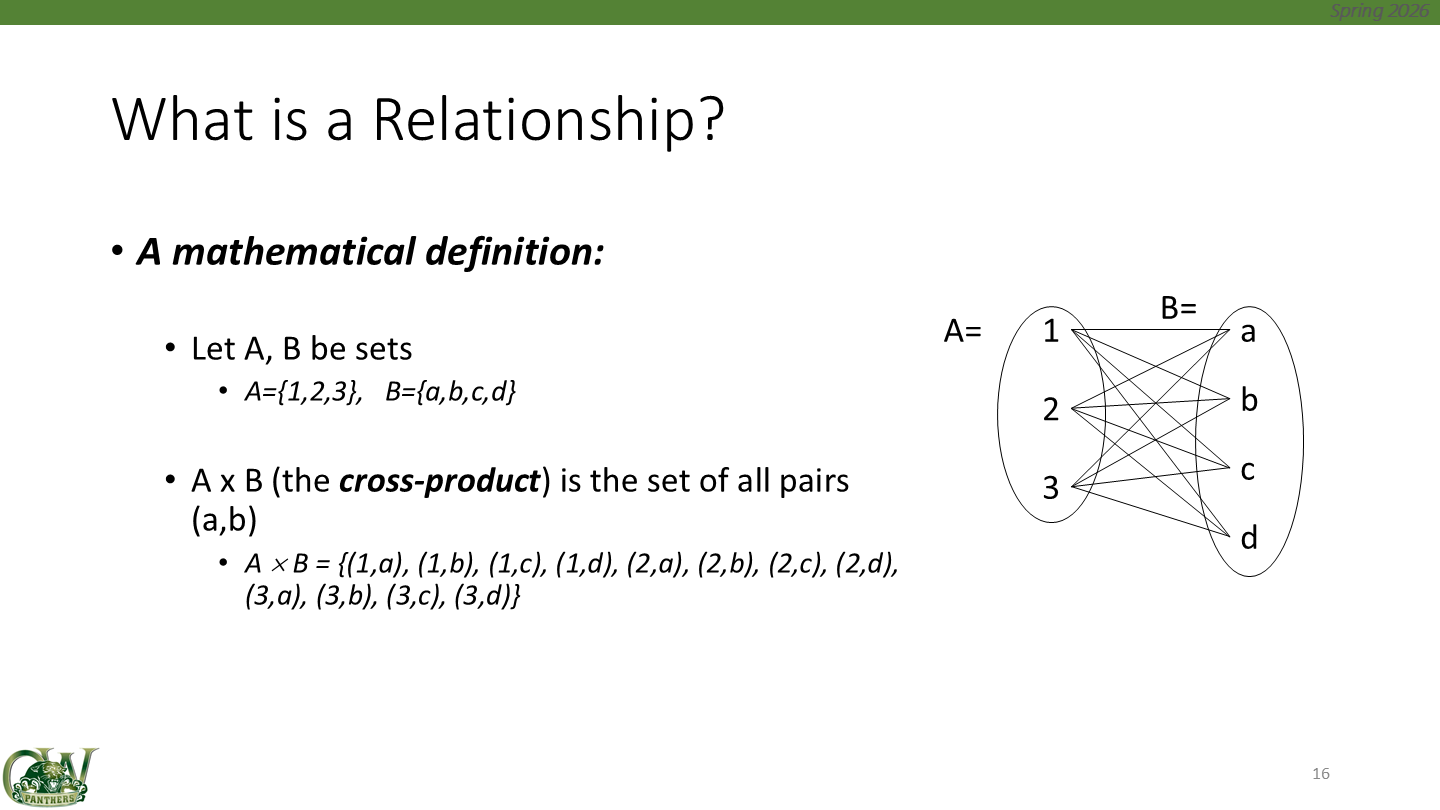 Spring 2026
What is a Relationship?
• A mathematical definition:
• Let A, B be sets
• A={1,2,3}, B={a,b,c,d}
• A x B (the cross-product) is the set of all pairs
(a,b)
• A × B = {(1,a), (1,b), (1,c), (1,d), (2,a), (2,b), (2,c), (2,d),
(3,a), (3,b), (3,c), (3,d)}
A=
B=
1
2
3
a
b
c
d
OW
PANTHERS
16